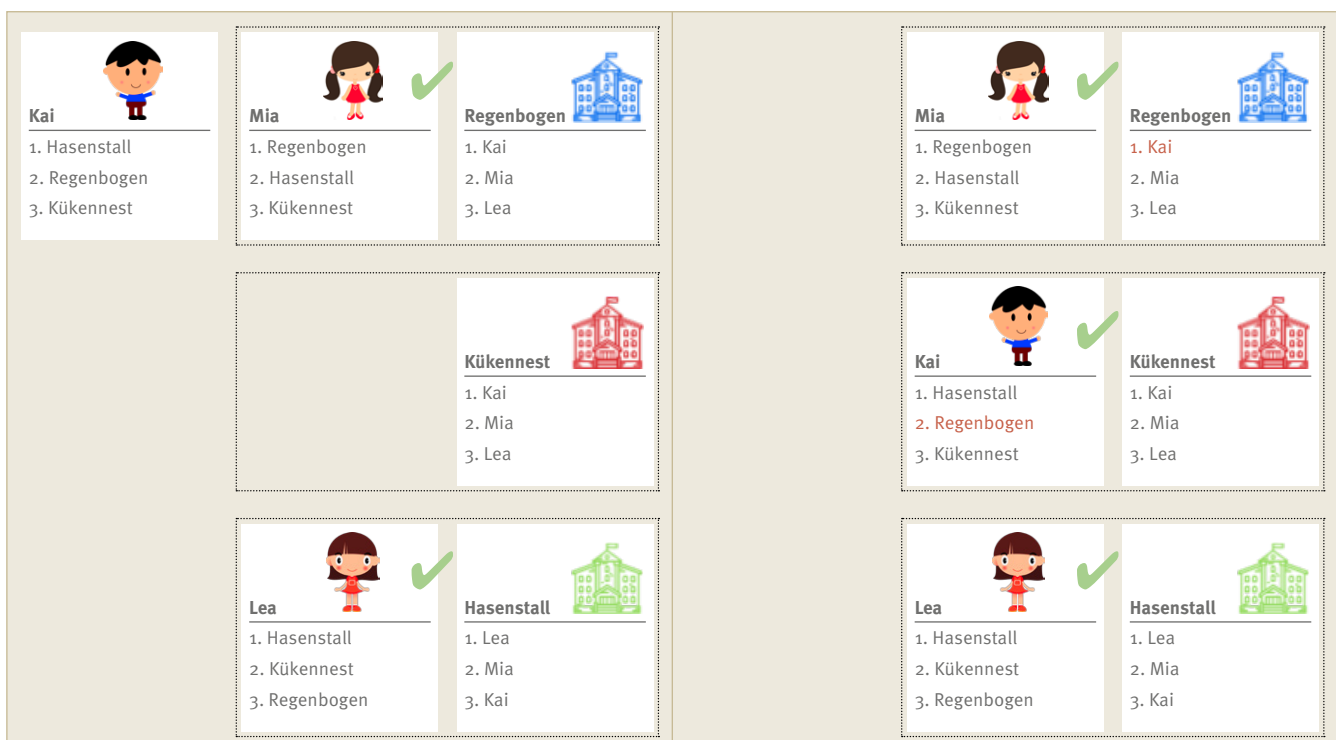 Kai
1. Hasenstall
2. Regenbogen
3. Kükennest
Mia
1. Regenbogen
2. Hasenstall
3. Kükennest
Regenbogen
1. Kai
2. Mia
3. Lea
Kükennest
1. Kai
2. Mia
3. Lea
Lea
1. Hasenstall
2. Kükennest
3. Regenbogen
Hasenstall
1. Lea
2. Mia
3. Kai
Mia
1. Regenbogen
2. Hasenstall
3. Kükennest
Regenbogen
1. Kai
2. Mia
3. Lea
Kai
1. Hasenstall
2. Regenbogen
3. Kükennest
Kükennest
1. Kai
2. Mia
3. Lea
Lea
1. Hasenstall
2. Kükennest
3. Regenbogen
Hasenstall
1. Lea
2. Mia
3. Kai